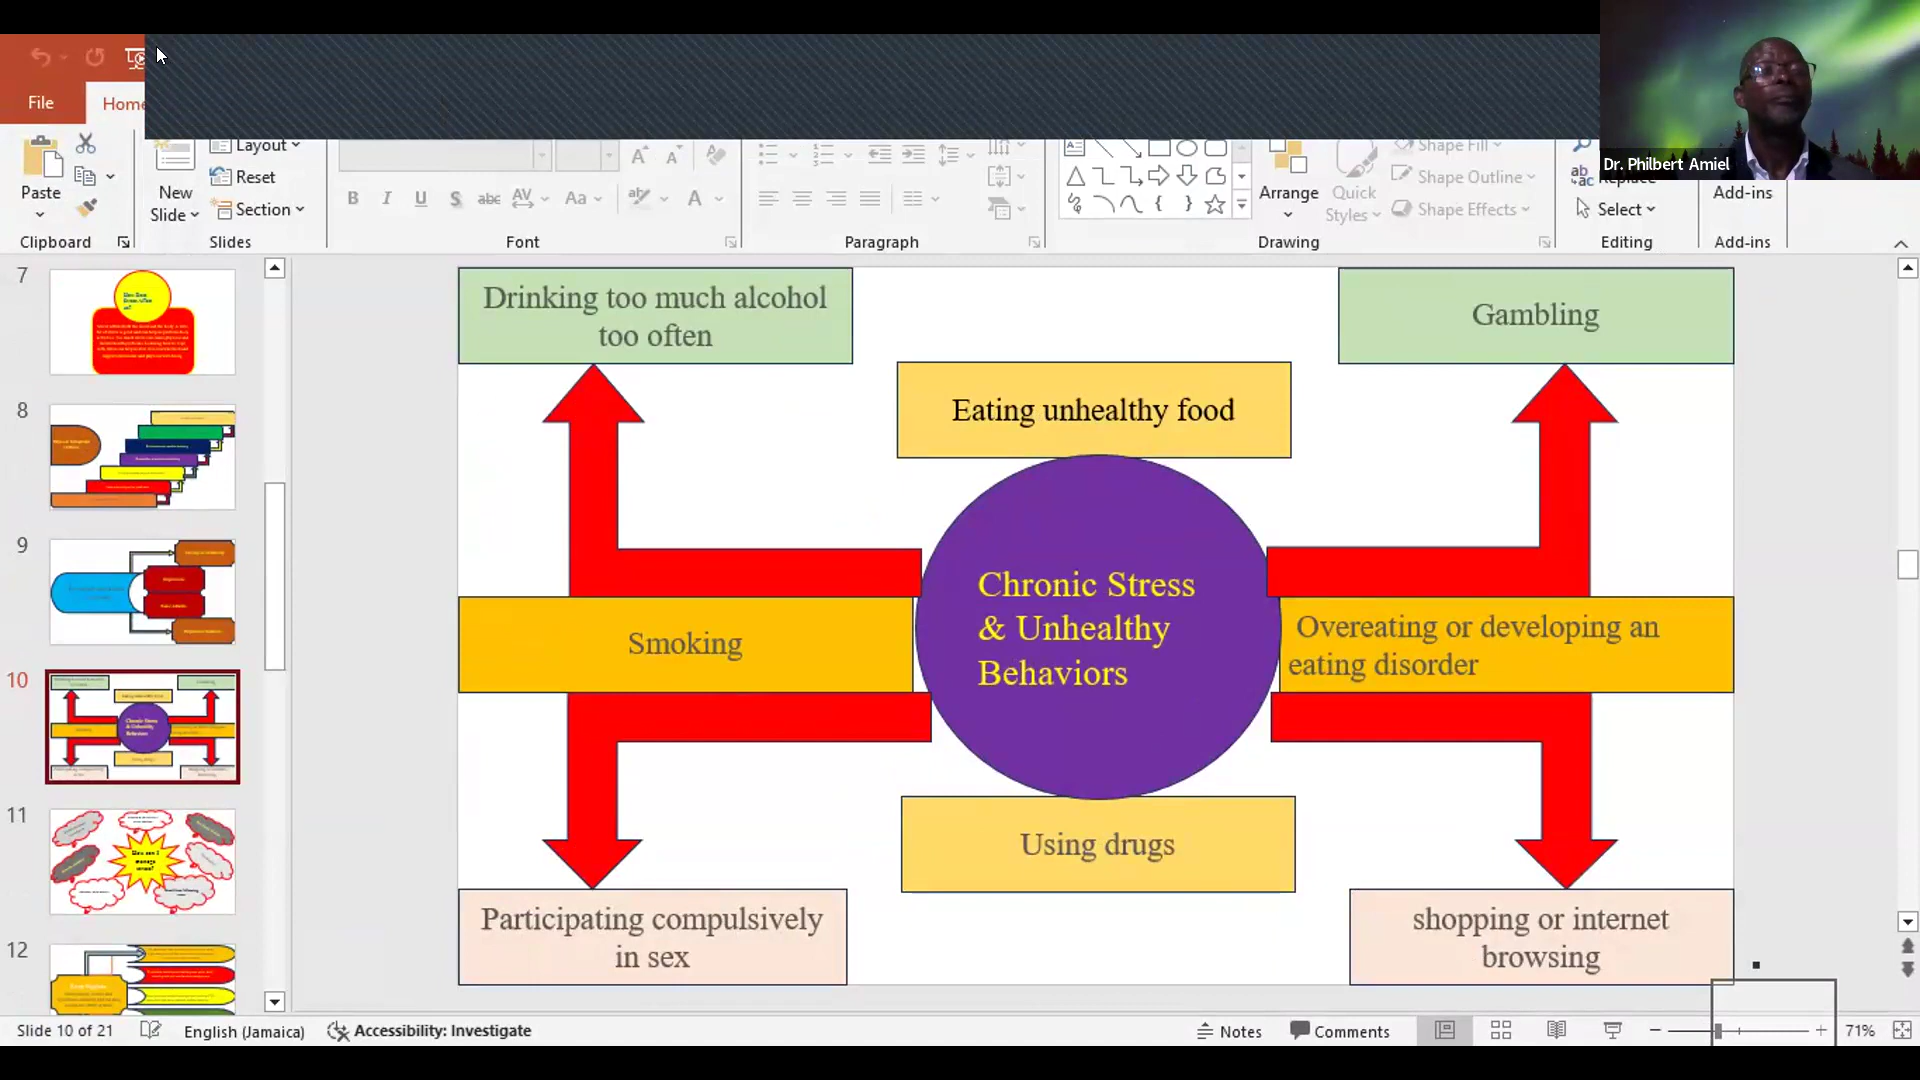 File
Home
Paste
Clipboard
New
Slide
Layout
Reset
Section
Slides
B I U S abc AV Aa A
Font
Paragraph
Arrange
Quick
Styles
Shape Fill
Shape Outline
Shape Effects
Drawing
Replace
Select
Editing
Add-ins
Add-ins
Dr. Philbert Amiel
7
8
9
10
11
12
Drinking too much alcohol
too often
Gambling
Eating unhealthy food
Chronic Stress
& Unhealthy
Behaviors
Smoking
Overeating or developing an
eating disorder
Using drugs
Participating compulsively
in sex
shopping or internet
browsing
Slide 10 of 21
English (Jamaica)
Accessibility: Investigate
Notes
Comments
71%